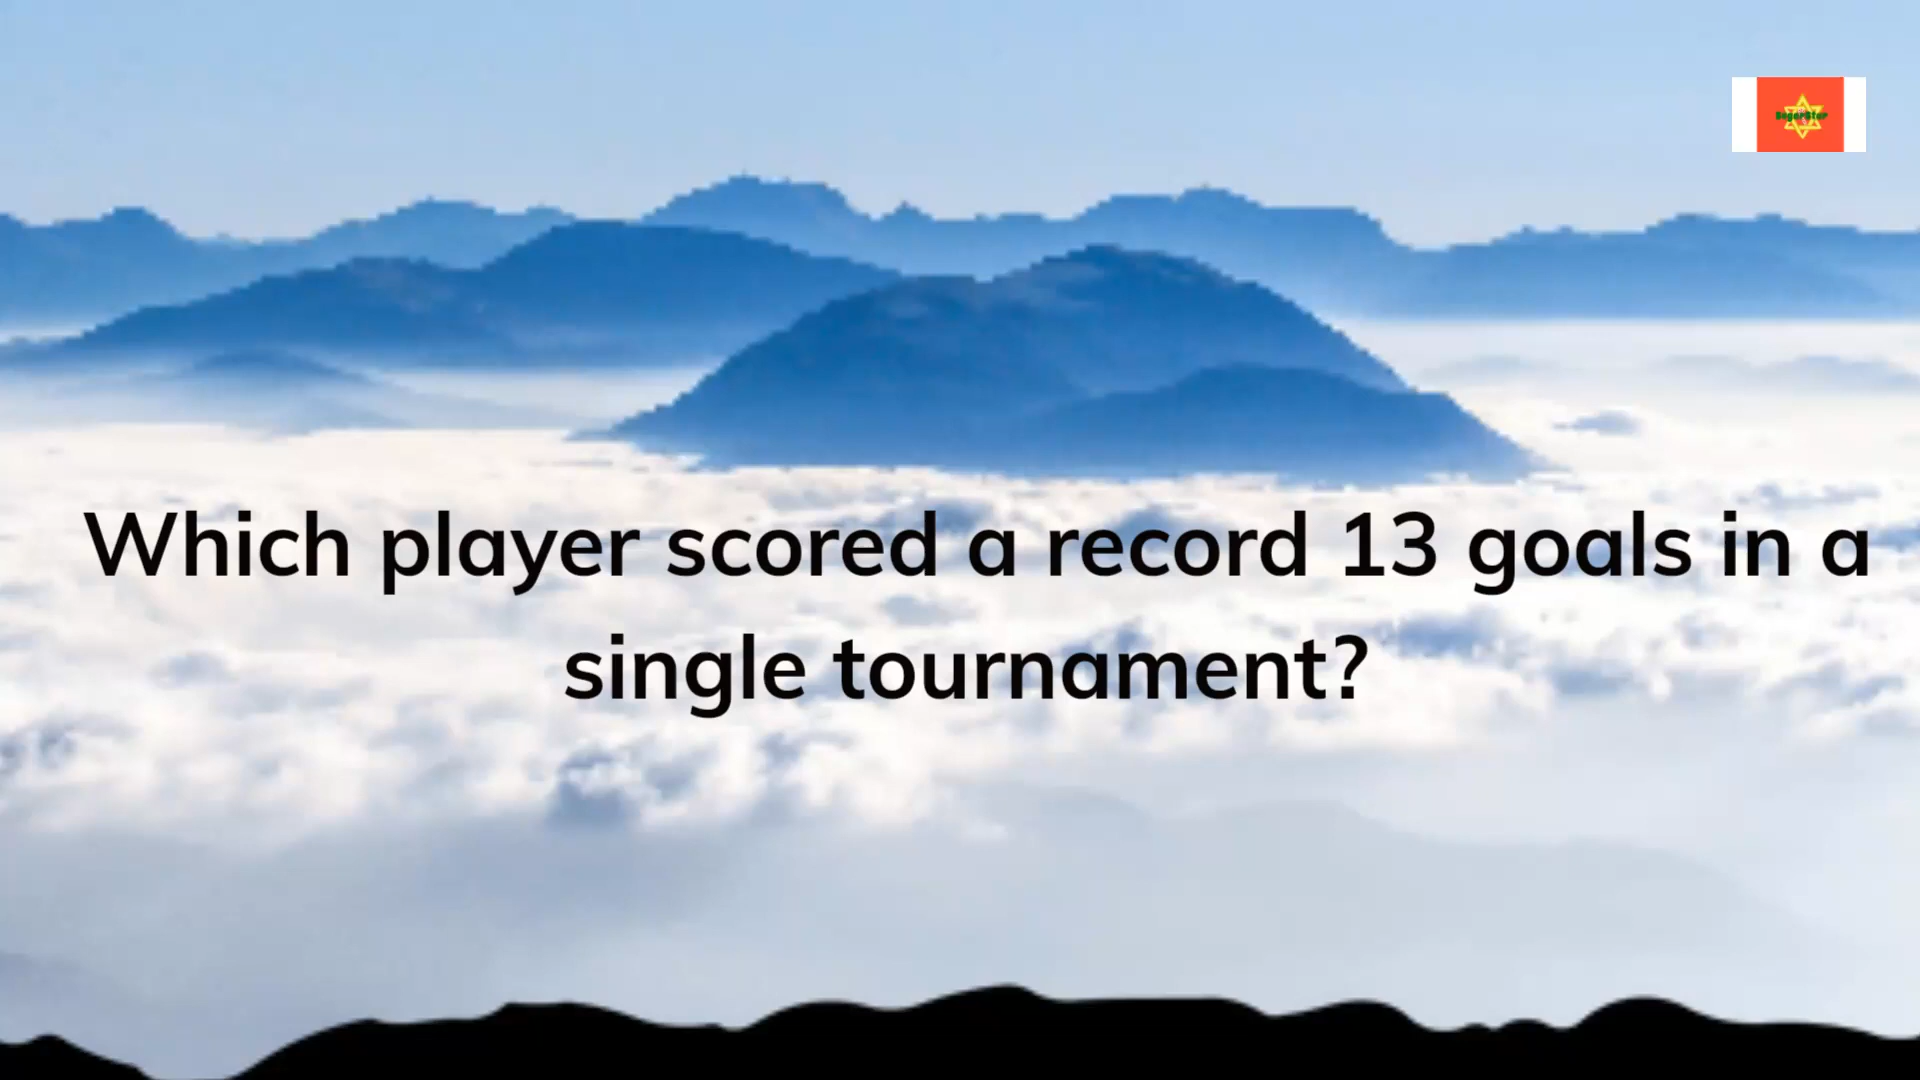 Which player scored a record 13 goals in a
single tournament?